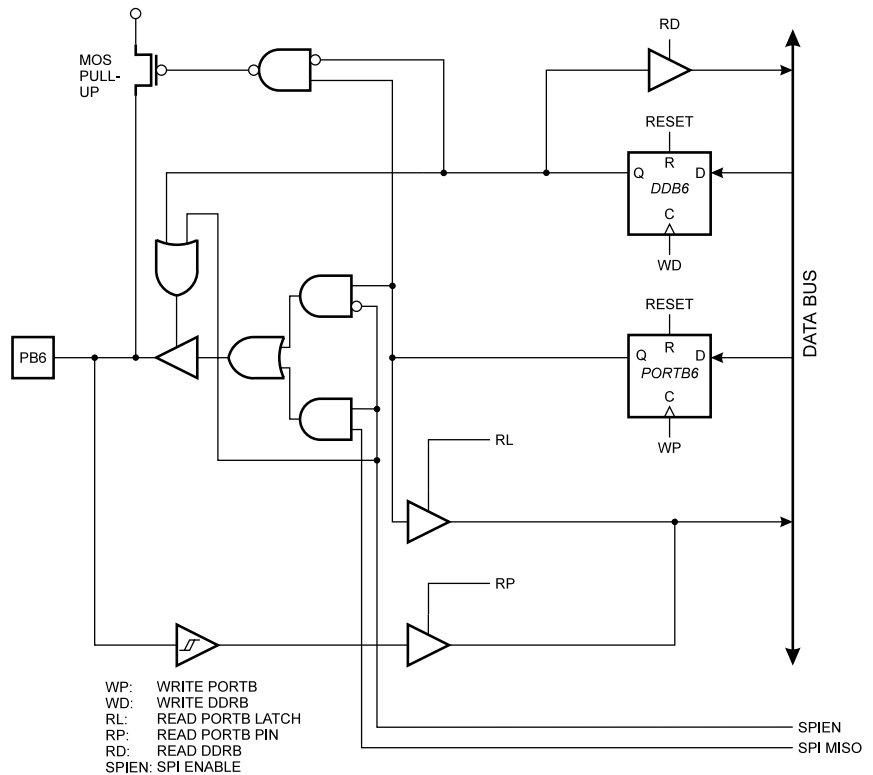 RD
MOS
PULL-
UP
RESET
R
Q
D
DDB6
C
WD
RESET
R
Q
D
PORTB6
C
WP
DATA BUS
PB6
RL
RP
WP: WRITE PORTB
WD: WRITE DDRB
RL: READ PORTB LATCH
RP: READ PORTB PIN
RD: READ DDRB
SPIEN: SPI ENABLE
SPIEN
SPI MISO